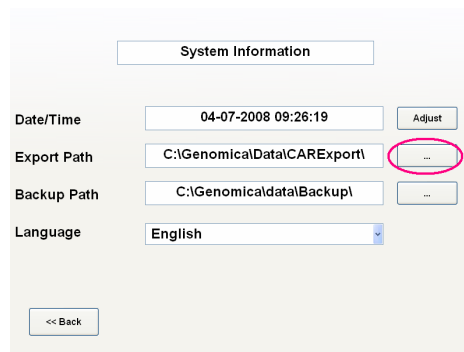 System Information
Date/Time 04-07-2008 09:26:19 Adjust
Export Path C:\Genomica\Data\CARExport\ ...
Backup Path C:\Genomica\data\Backup\ ...
Language English
<< Back